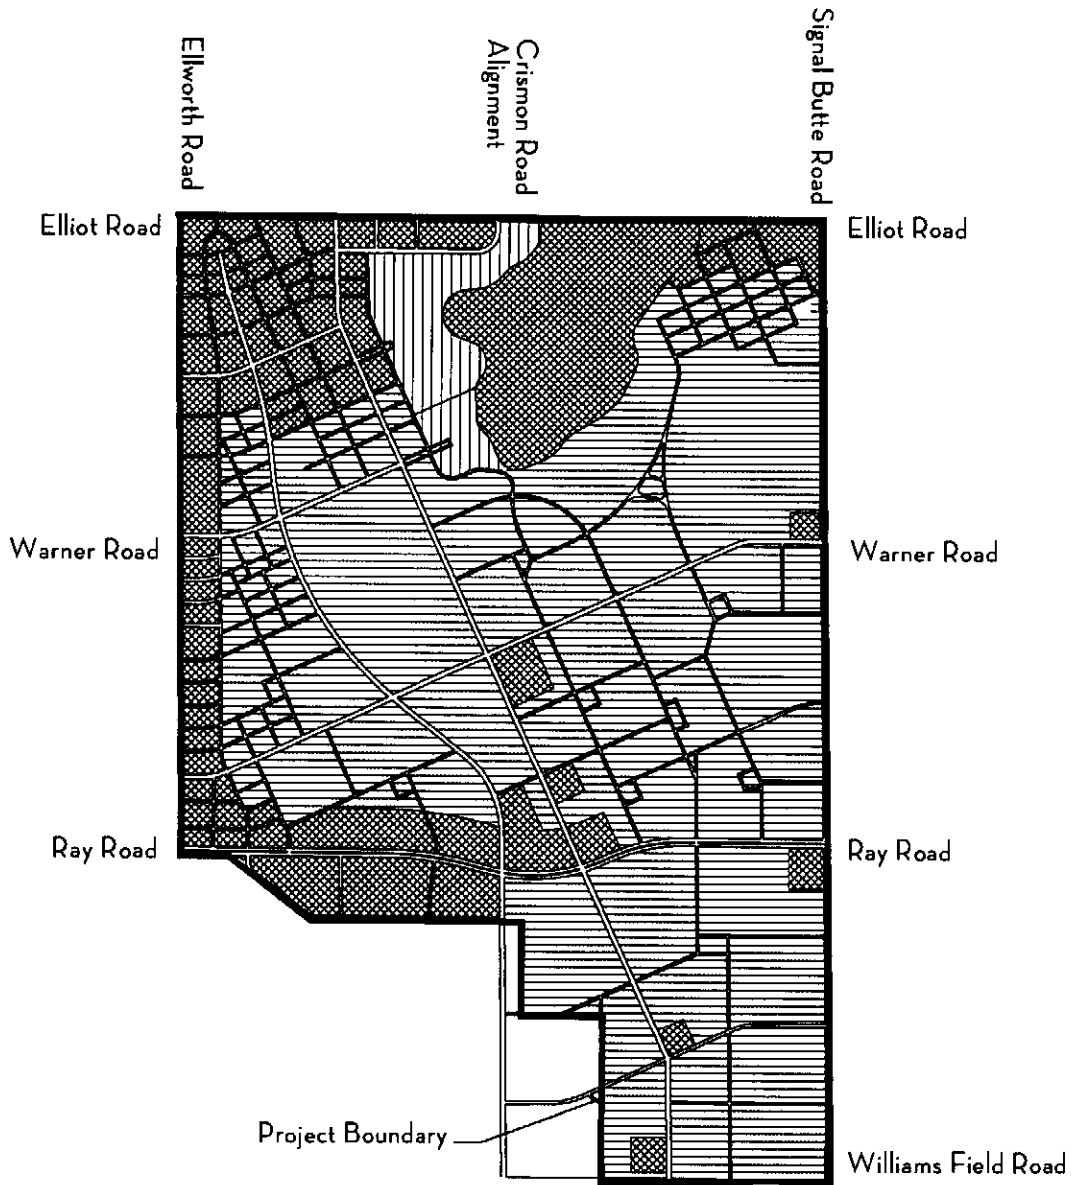 Ellworth Road
Crismon Road
Alignment
Signal Butte Road
Elliot Road
Elliot Road
Warner Road
Warner Road
Ray Road
Ray Road
Project Boundary
Williams Field Road